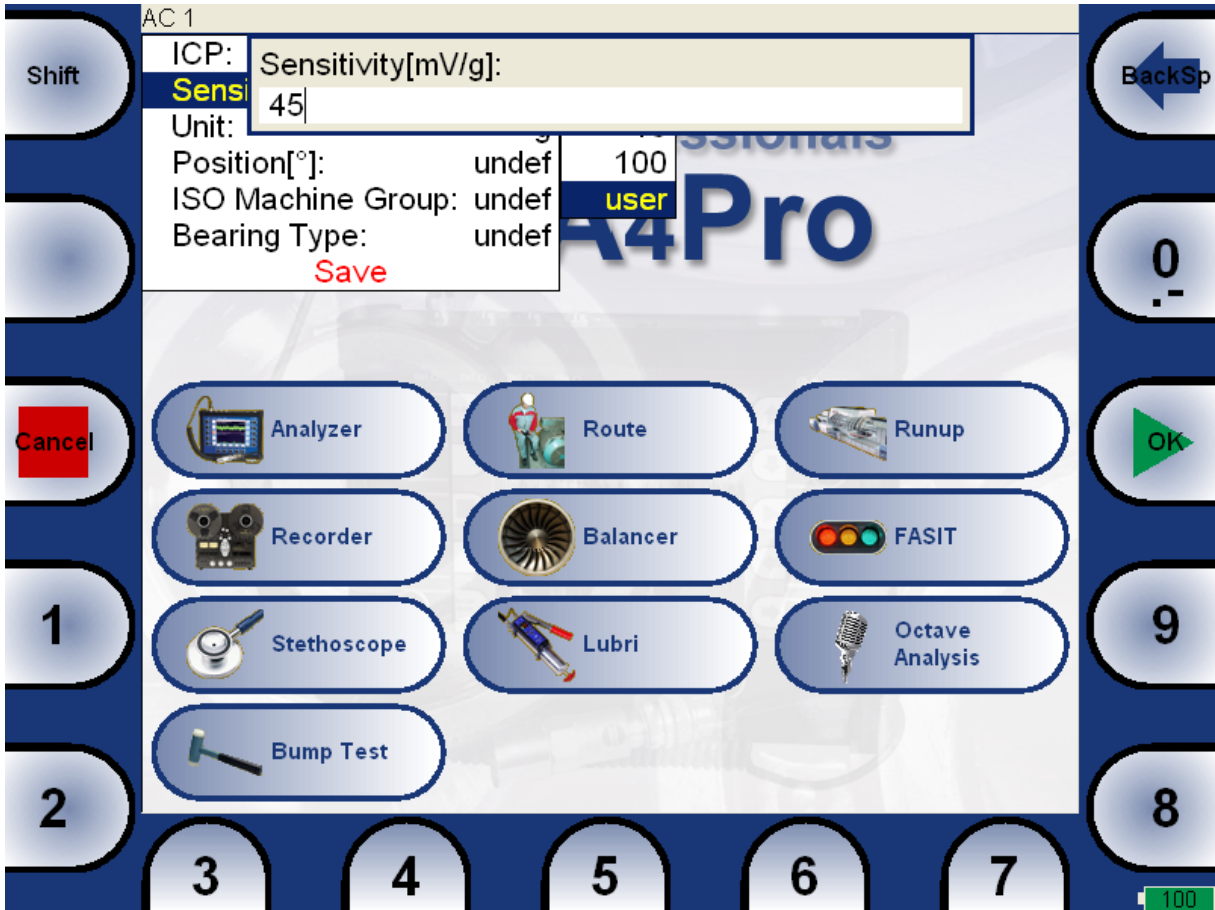 AC 1
Shift
BackSp
ICP:
Sensitivity[mV/g]:
Sensi
45
Unit:
Position[°]: undef 100
ISO Machine Group: undef user
Bearing Type: undef
Save
ssionals
A4Pro
0
.-
Cancel
OK
Analyzer
Route
Runup
Recorder
Balancer
FASIT
Stethoscope
Lubri
Octave
Analysis
Bump Test
1
9
2
8
3
4
5
6
7
100